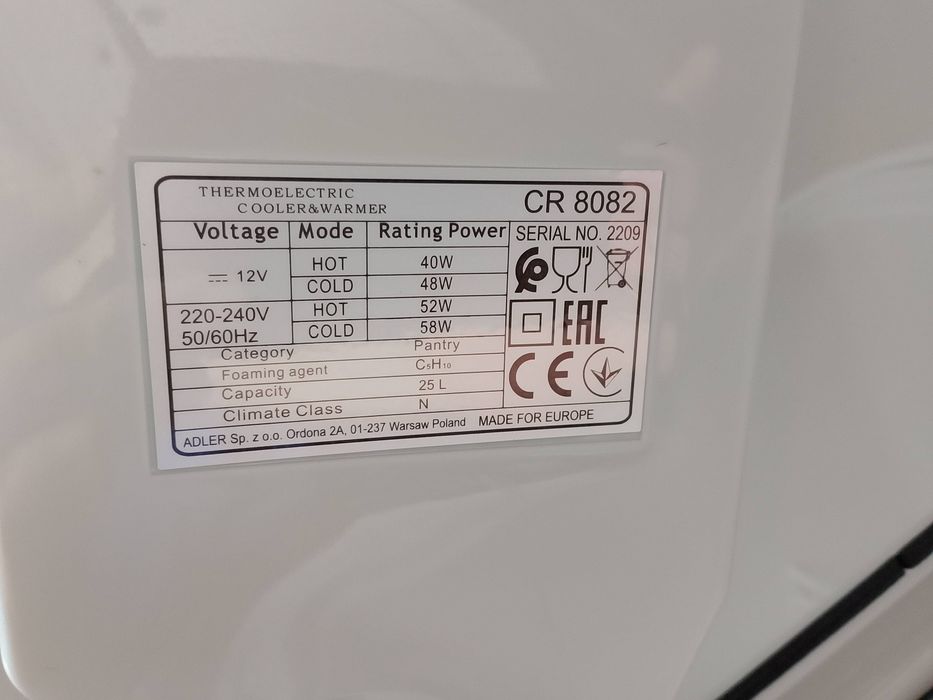 THERMOELECTRIC
COOLER&WARMER
CR 8082
Voltage Mode Rating Power
SERIAL NO. 2209
12V
HOT 40W
COLD 48W
220-240V
50/60Hz
HOT 52W
COLD 58W
EAC
CE
Category Pantry
Foaming agent C₅H₁₀
Capacity 25 L
Climate Class N
ADLER Sp. z o.o. Ordona 2A, 01-237 Warsaw Poland MADE FOR EUROPE